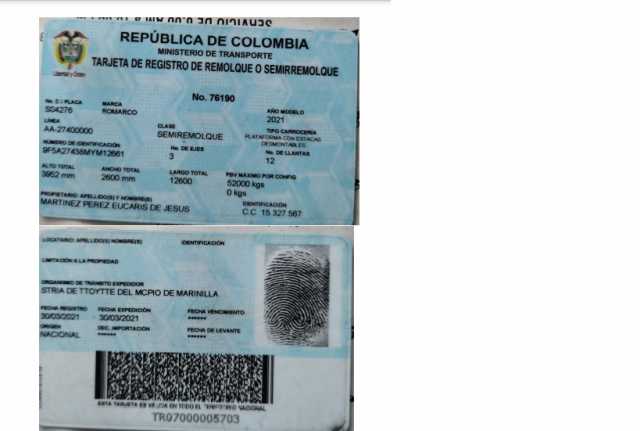 REPÚBLICA DE COLOMBIA
MINISTERIO DE TRANSPORTE
TARJETA DE REGISTRO DE REMOLQUE O SEMIRREMOLQUE
Libertad y Orden
No. 76190
No. DE PLACA MARCA AÑO MODELO
S54276 ROMARCO 2021
LINEA CLASE TIPO CARROCERÍA
AA-27400000 SEMIREMOLQUE PLATAFORMA CON ESTACAS DESMONTABLES
NÚMERO DE IDENTIFICACIÓN No. DE EJES No. DE LLANTAS
9F5A27438MYM12661 3 12
ALTO TOTAL ANCHO TOTAL LARGO TOTAL PBV MÁXIMO POR CONFIG
3952 mm 2600 mm 12600 52000 kgs
0 kgs
PROPIETARIO: APELLIDO(S) Y NOMBRE(S) IDENTIFICACIÓN
MARTINEZ PEREZ EUCARIS DE JESUS C.C 15 327 567
LOCATARIO: APELLIDO(S) NOMBRE(S) IDENTIFICACIÓN
LIMITACIÓN A LA PROPIEDAD
ORGANISMO DE TRÁNSITO EXPEDIDOR
STRIA DE TTOYTTE DEL MCPIO DE MARINILLA
FECHA REGISTRO FECHA EXPEDICIÓN FECHA VENCIMIENTO
30/03/2021 30/03/2021 ******
ORIGEN DEC. IMPORTACIÓN FECHA DE LEVANTE
NACIONAL ****** ******
ESTA TARJETA ES VÁLIDA EN TODO EL TERRITORIO NACIONAL
TR07000005703